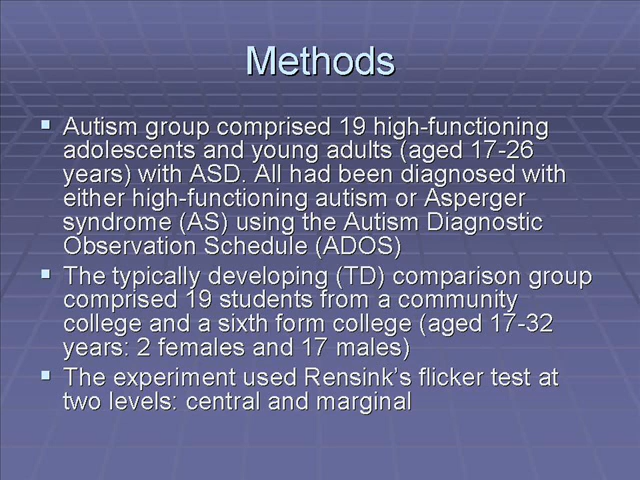 Methods
▪ Autism group comprised 19 high-functioning
adolescents and young adults (aged 17-26
years) with ASD. All had been diagnosed with
either high-functioning autism or Asperger
syndrome (AS) using the Autism Diagnostic
Observation Schedule (ADOS)
▪ The typically developing (TD) comparison group
comprised 19 students from a community
college and a sixth form college (aged 17-32
years: 2 females and 17 males)
▪ The experiment used Rensink's flicker test at
two levels: central and marginal